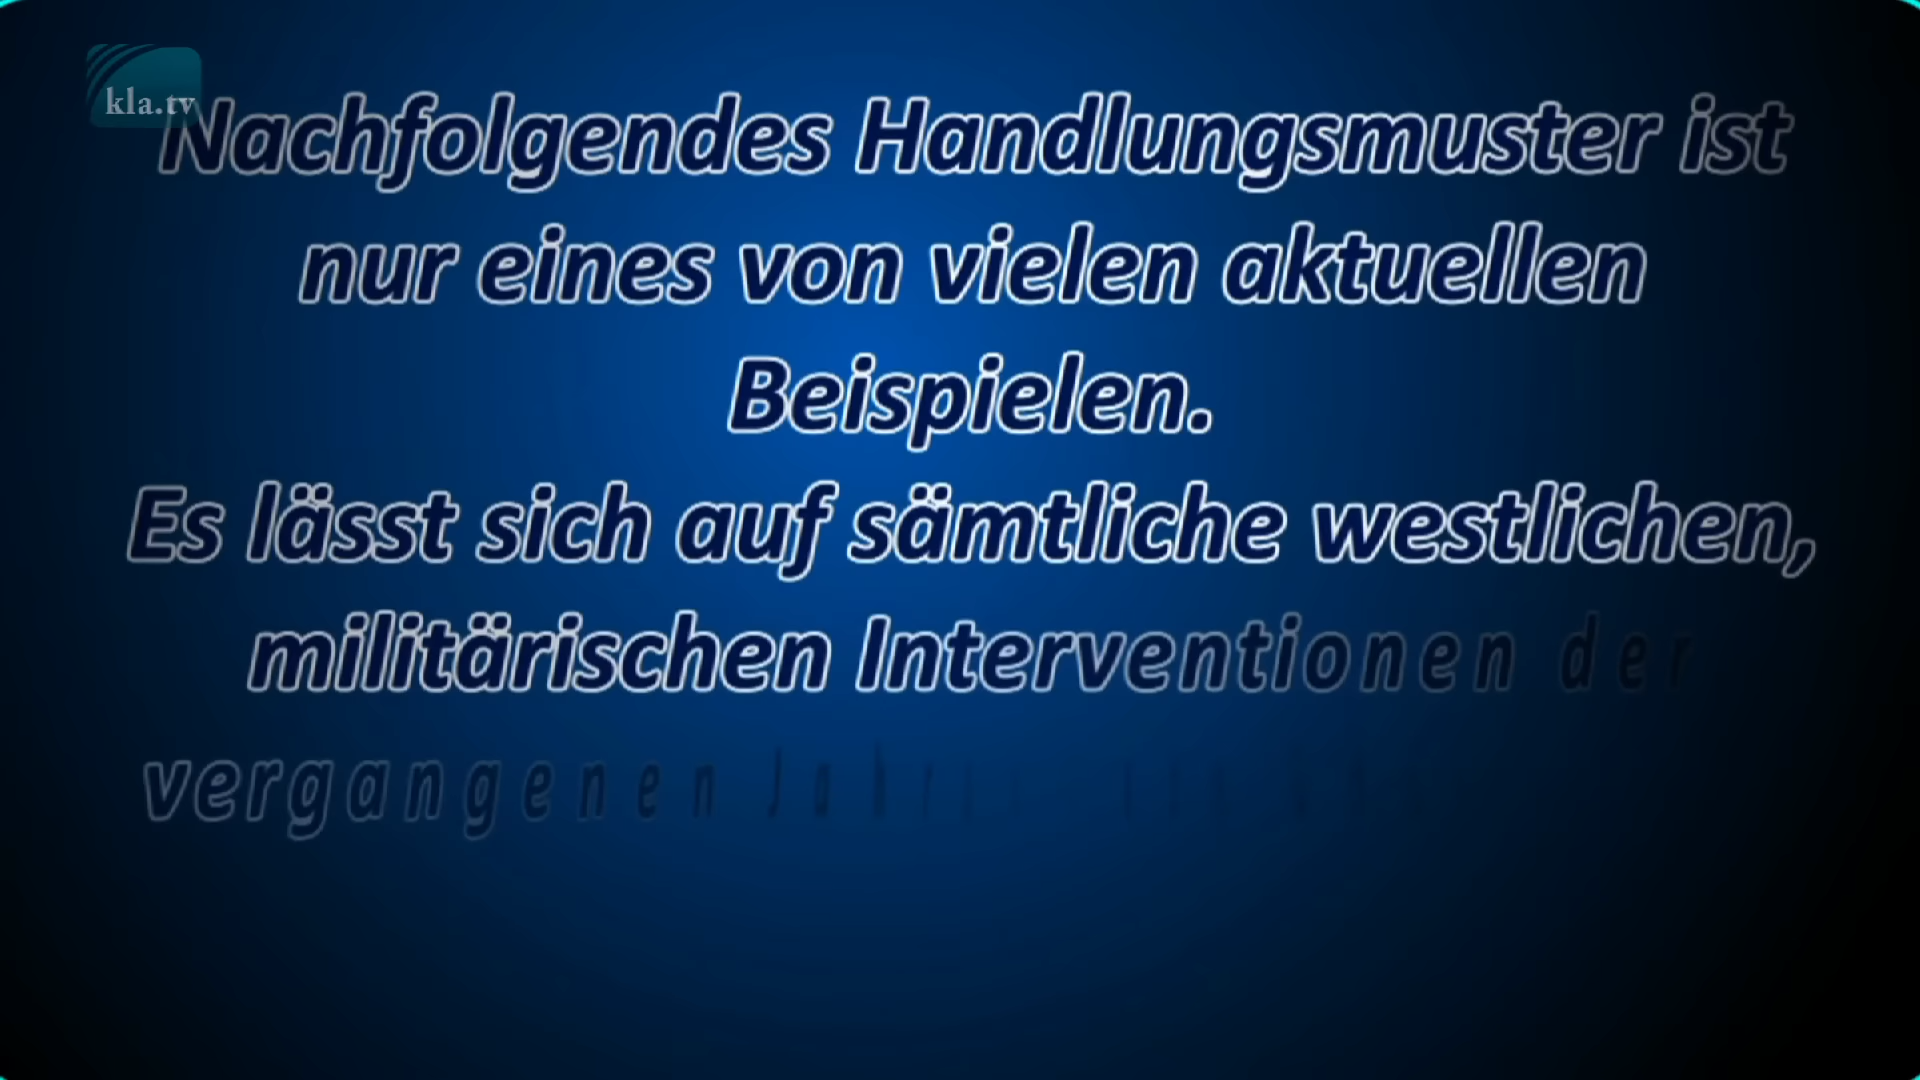 kla.tv
Nachfolgendes Handlungsmuster ist
nur eines von vielen aktuellen
Beispielen.
Es lässt sich auf sämtliche westlichen,
militärischen Interventionen der
vergangenen